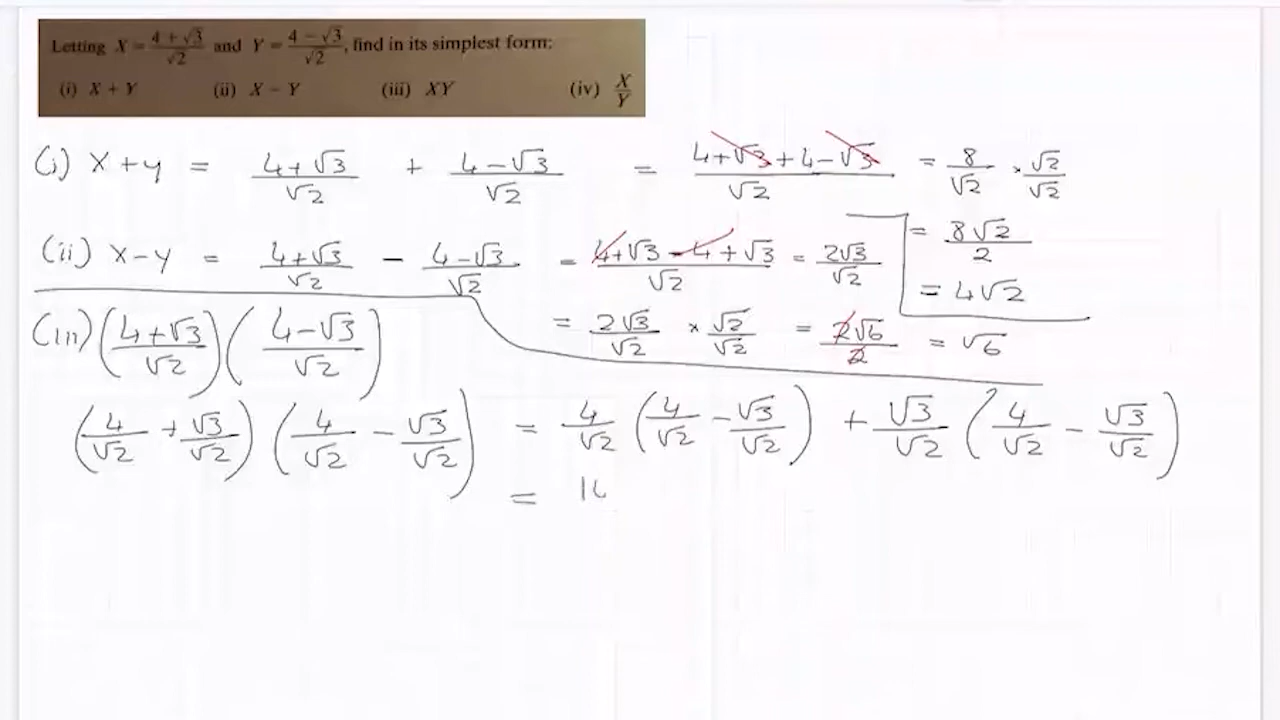 Letting X = (4 + √3)/√2 and Y = (4 − √3)/√2, find in its simplest form:
(i) X + Y (ii) X − Y (iii) XY (iv) X/Y
(i) x + y = (4+√3)/√2 + (4−√3)/√2 = (4+√3+4−√3)/√2 = 8/√2 × √2/√2
= 8√2/2
= 4√2
(ii) x−y = (4+√3)/√2 − (4−√3)/√2 = (4+√3−4+√3)/√2 = 2√3/√2
= 2√3/√2 × √2/√2 = 2√6/2 = √6
(iii) ((4+√3)/√2) ((4−√3)/√2)
(4/√2 + √3/√2) (4/√2 − √3/√2) = 4/√2 (4/√2 − √3/√2) + √3/√2 (4/√2 − √3/√2)
=